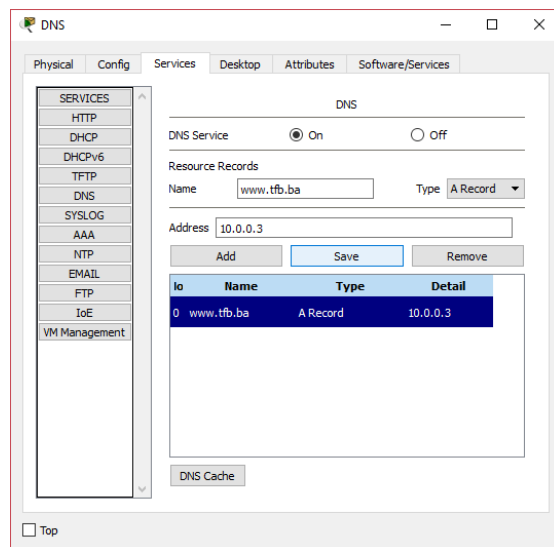 DNS
Physical Config Services Desktop Attributes Software/Services
SERVICES
HTTP
DHCP
DHCPv6
TFTP
DNS
SYSLOG
AAA
NTP
EMAIL
FTP
IoE
VM Management
DNS
DNS Service On Off
Resource Records
Name www.tfb.ba Type A Record
Address 10.0.0.3
Add Save Remove
No Name Type Detail
0 www.tfb.ba A Record 10.0.0.3
DNS Cache
Top